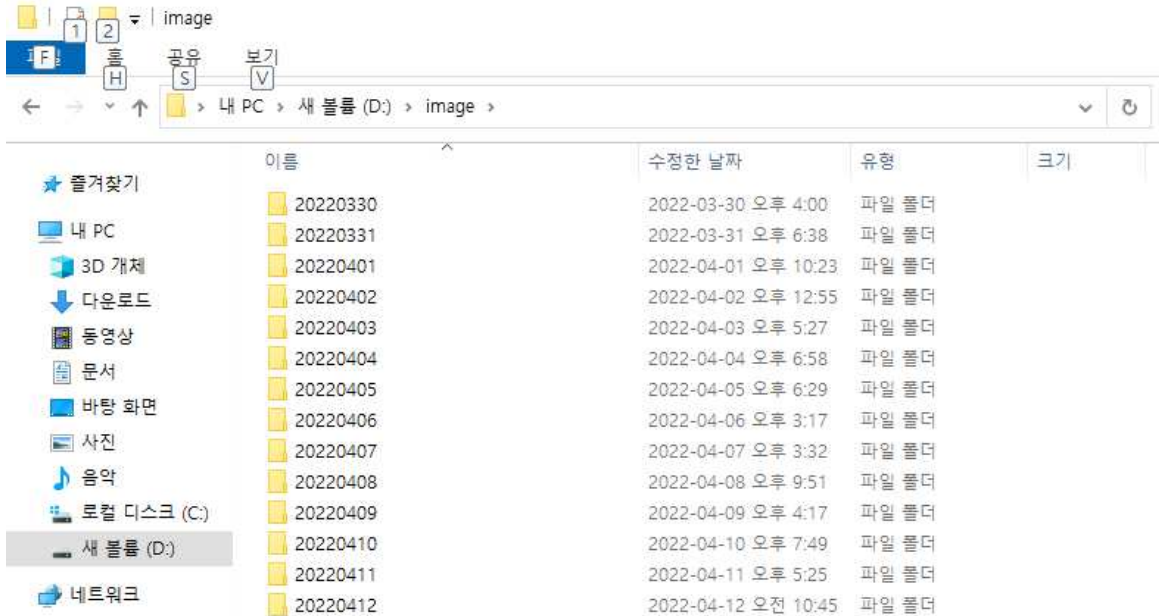 image
1 2
파일 홈 공유 보기
F H S V
내 PC > 새 볼륨 (D:) > image >
이름 수정한 날짜 유형 크기
즐겨찾기
내 PC
3D 개체
다운로드
동영상
문서
바탕 화면
사진
음악
로컬 디스크 (C:)
새 볼륨 (D:)
네트워크
20220330 2022-03-30 오후 4:00 파일 폴더
20220331 2022-03-31 오후 6:38 파일 폴더
20220401 2022-04-01 오후 10:23 파일 폴더
20220402 2022-04-02 오후 12:55 파일 폴더
20220403 2022-04-03 오후 5:27 파일 폴더
20220404 2022-04-04 오후 6:58 파일 폴더
20220405 2022-04-05 오후 6:29 파일 폴더
20220406 2022-04-06 오후 3:17 파일 폴더
20220407 2022-04-07 오후 3:32 파일 폴더
20220408 2022-04-08 오후 9:51 파일 폴더
20220409 2022-04-09 오후 4:17 파일 폴더
20220410 2022-04-10 오후 7:49 파일 폴더
20220411 2022-04-11 오후 5:25 파일 폴더
20220412 2022-04-12 오전 10:45 파일 폴더